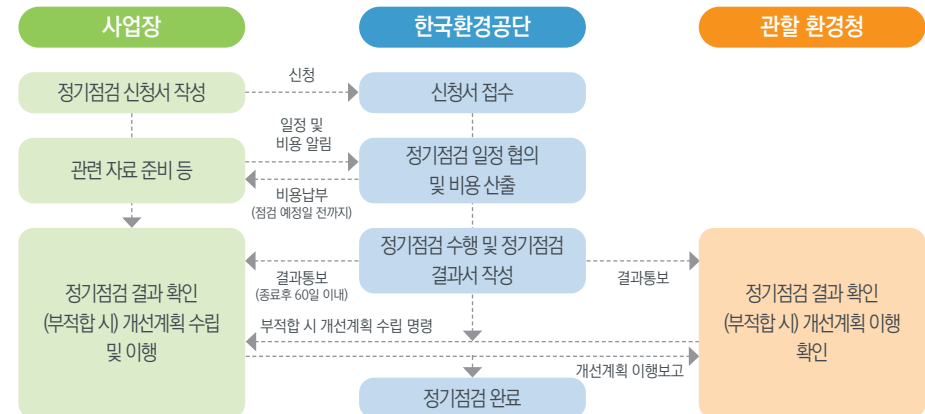 사업장
한국환경공단
관할 환경청
정기점검 신청서 작성
신청
신청서 접수
관련 자료 준비 등
일정 및
비용 알림
정기점검 일정 협의
및 비용 산출
비용납부
(점검 예정일 전까지)
정기점검 수행 및 정기점검
결과서 작성
결과통보
(종료후 60일 이내)
결과통보
정기점검 결과 확인
(부적합 시) 개선계획 수립
및 이행
정기점검 결과 확인
(부적합 시) 개선계획 이행
확인
부적합 시 개선계획 수립 명령
개선계획 이행보고
정기점검 완료